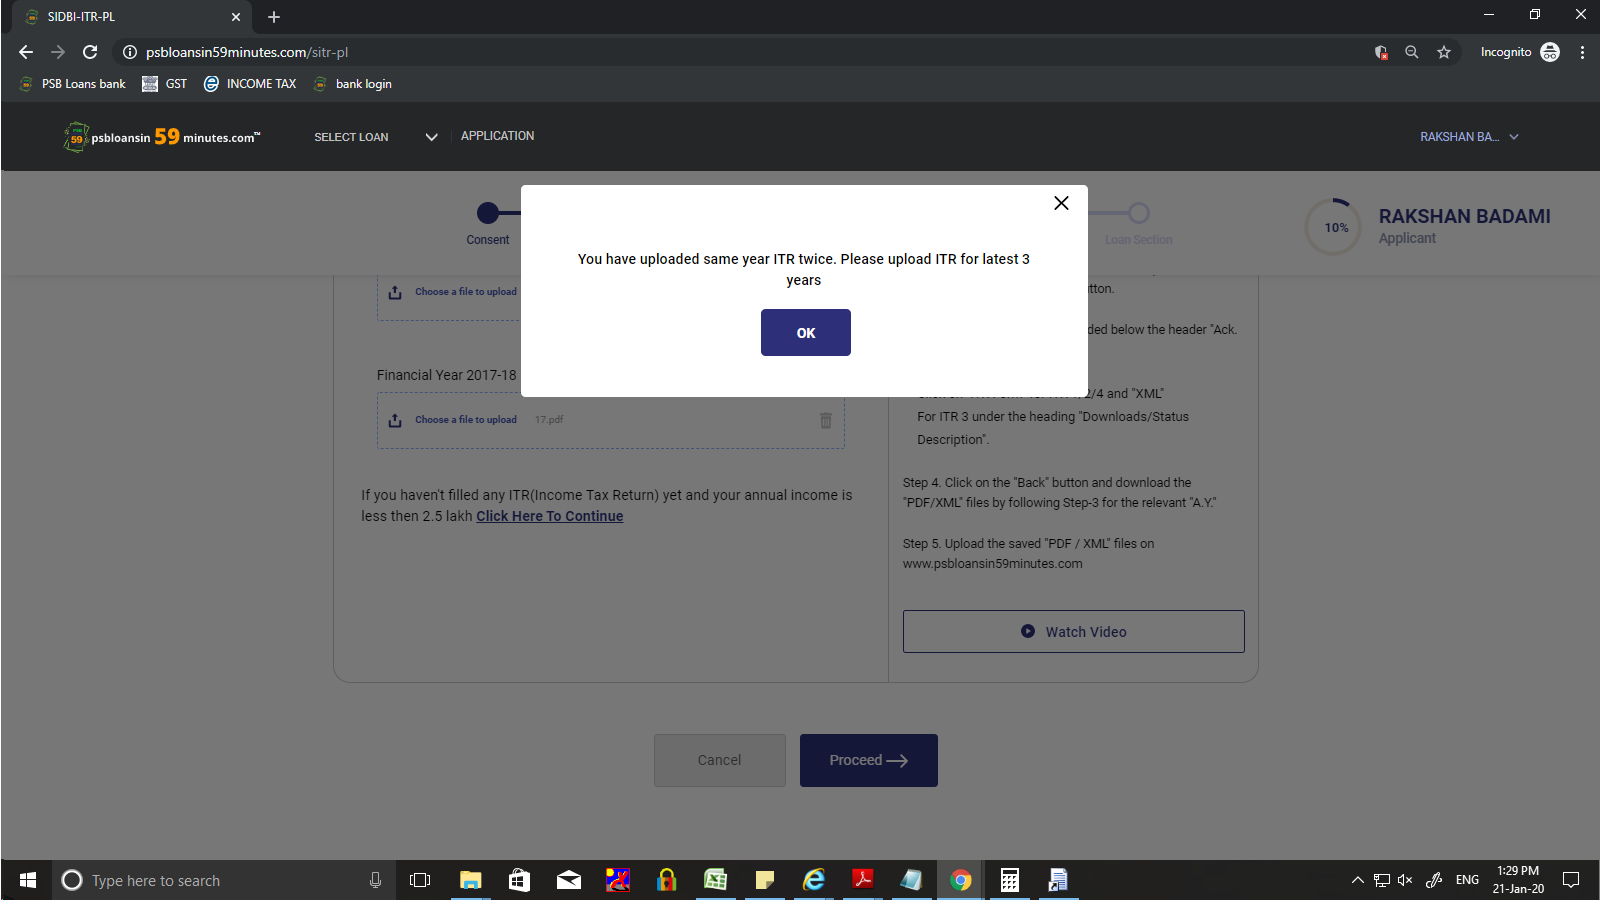 SIDBI-ITR-PL
psbloansin59minutes.com/sitr-pl
Incognito
PSB Loans bank
GST
INCOME TAX
bank login
psbloansin 59 minutes.com™
SELECT LOAN
APPLICATION
RAKSHAN BA...
Consent
Loan Section
10%
RAKSHAN BADAMI
Applicant
You have uploaded same year ITR twice. Please upload ITR for latest 3
years
OK
Choose a file to upload
Financial Year 2017-18
Choose a file to upload
17.pdf
If you haven't filled any ITR(Income Tax Return) yet and your annual income is
less then 2.5 lakh Click Here To Continue
tton.
ded below the header "Ack.
2/4 and "XML"
For ITR 3 under the heading "Downloads/Status
Description".
Step 4. Click on the "Back" button and download the
"PDF/XML" files by following Step-3 for the relevant "A.Y."
Step 5. Upload the saved "PDF / XML" files on
www.psbloansin59minutes.com
Watch Video
Cancel
Proceed
Type here to search
ENG
1:29 PM
21-Jan-20